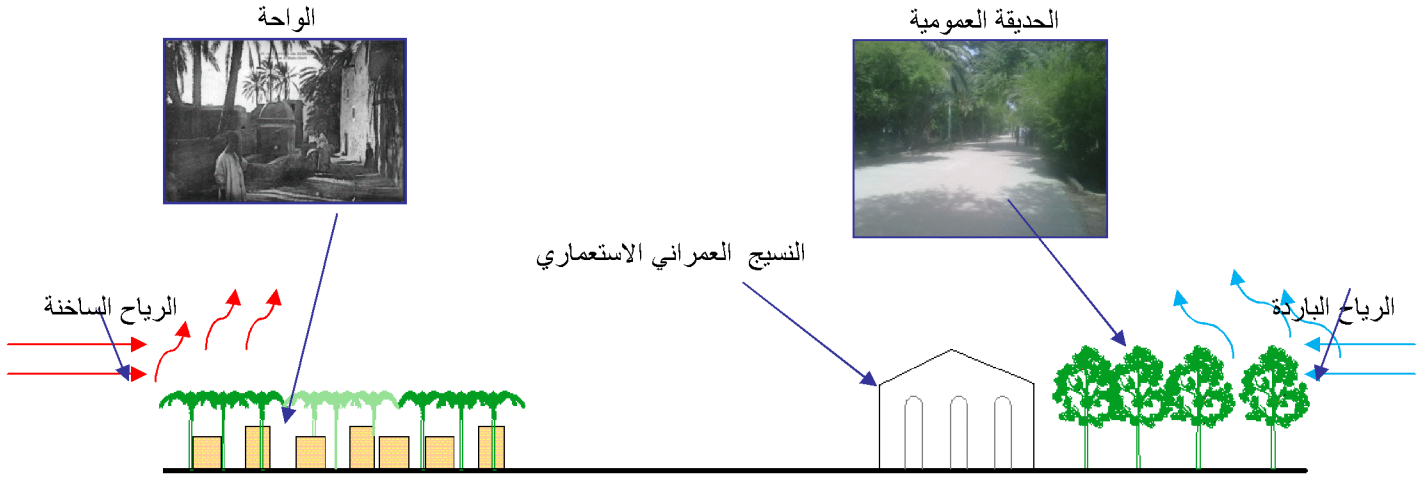 الحديقة العمومية
الواحة
النسيج العمراني الاستعماري
الرياح الباردة
الرياح الساخنة